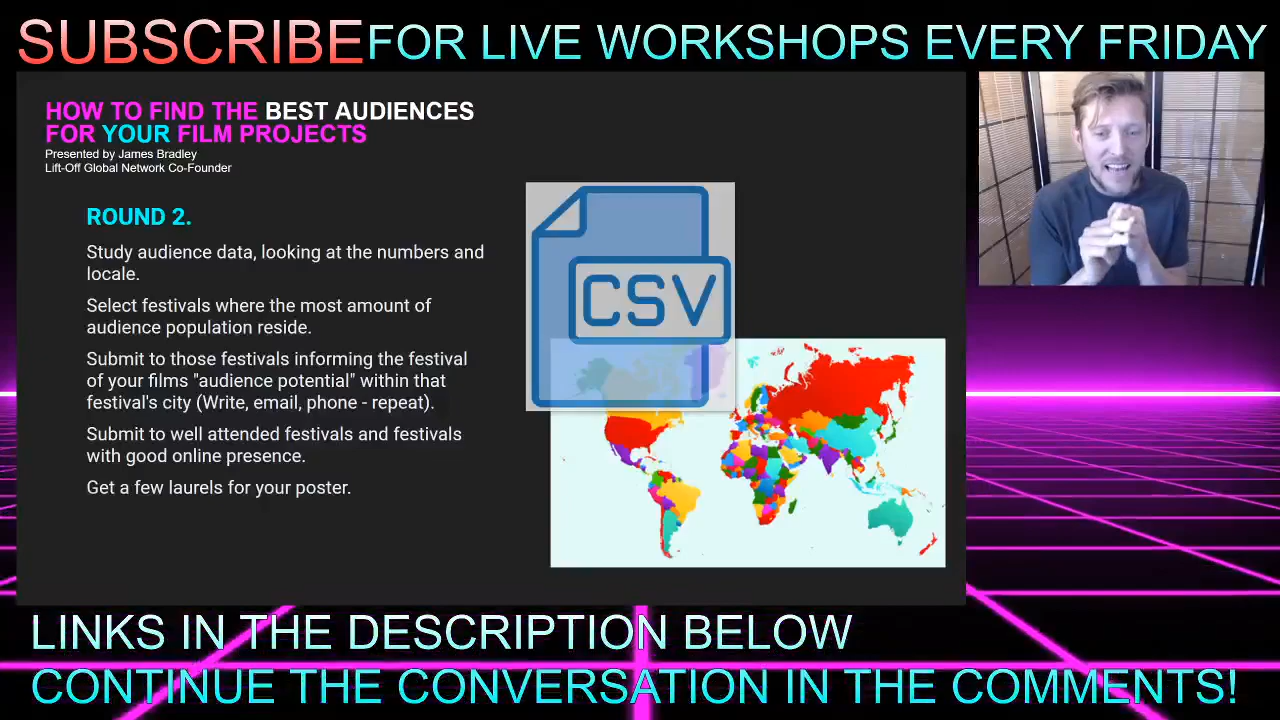 SUBSCRIBE FOR LIVE WORKSHOPS EVERY FRIDAY
HOW TO FIND THE BEST AUDIENCES
FOR YOUR FILM PROJECTS
Presented by James Bradley
Lift-Off Global Network Co-Founder
ROUND 2.
Study audience data, looking at the numbers and
locale.
Select festivals where the most amount of
audience population reside.
Submit to those festivals informing the festival
of your films "audience potential" within that
festival's city (Write, email, phone - repeat).
Submit to well attended festivals and festivals
with good online presence.
Get a few laurels for your poster.
CSV
LINKS IN THE DESCRIPTION BELOW
CONTINUE THE CONVERSATION IN THE COMMENTS!